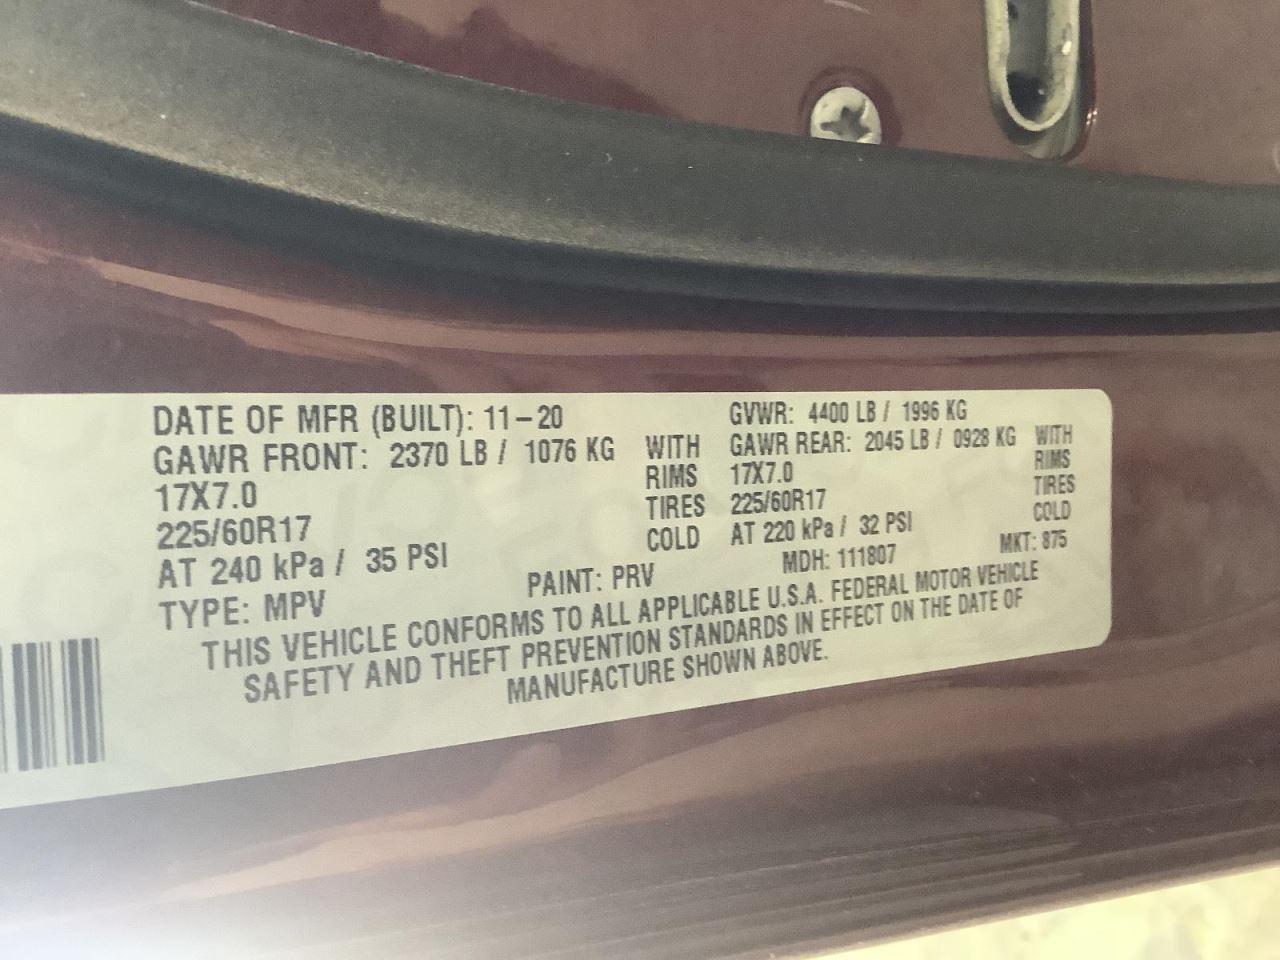 DATE OF MFR (BUILT): 11-20 GVWR: 4400 LB / 1996 KG
GAWR FRONT: 2370 LB / 1076 KG WITH GAWR REAR: 2045 LB / 0928 KG WITH
17X7.0 RIMS 17X7.0 RIMS
225/60R17 TIRES 225/60R17 TIRES
AT 240 kPa / 35 PSI COLD AT 220 kPa / 32 PSI COLD
TYPE: MPV PAINT: PRV MDH: 111807 MKT: 875
THIS VEHICLE CONFORMS TO ALL APPLICABLE U.S.A. FEDERAL MOTOR VEHICLE
SAFETY AND THEFT PREVENTION STANDARDS IN EFFECT ON THE DATE OF
MANUFACTURE SHOWN ABOVE.